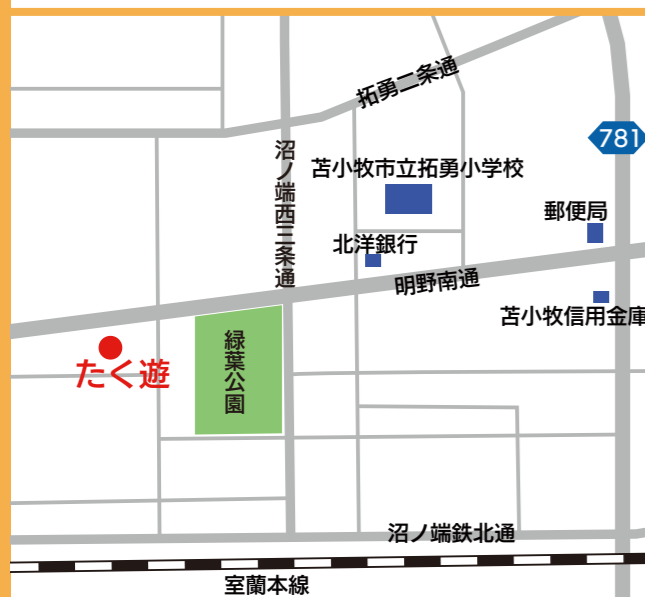 拓勇二条通
781
沼ノ端西三条通
苫小牧市立拓勇小学校
郵便局
北洋銀行
明野南通
苫小牧信用金庫
緑葉公園
たく遊
沼ノ端鉄北通
室蘭本線